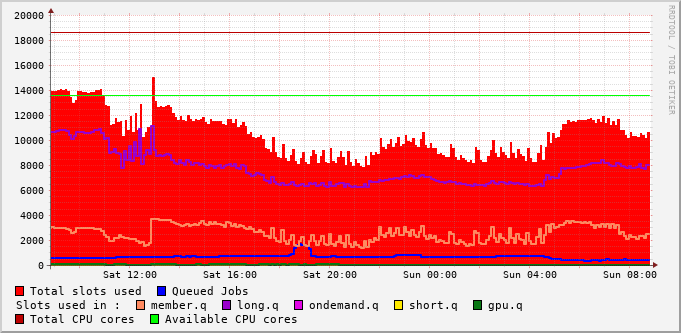 20000
18000
16000
14000
12000
10000
8000
6000
4000
2000
0
Sat 12:00 Sat 16:00 Sat 20:00 Sun 00:00 Sun 04:00 Sun 08:00
Total slots used Queued Jobs
Slots used in : member.q long.q ondemand.q short.q gpu.q
Total CPU cores Available CPU cores
RRDTOOL / TOBI OETIKER